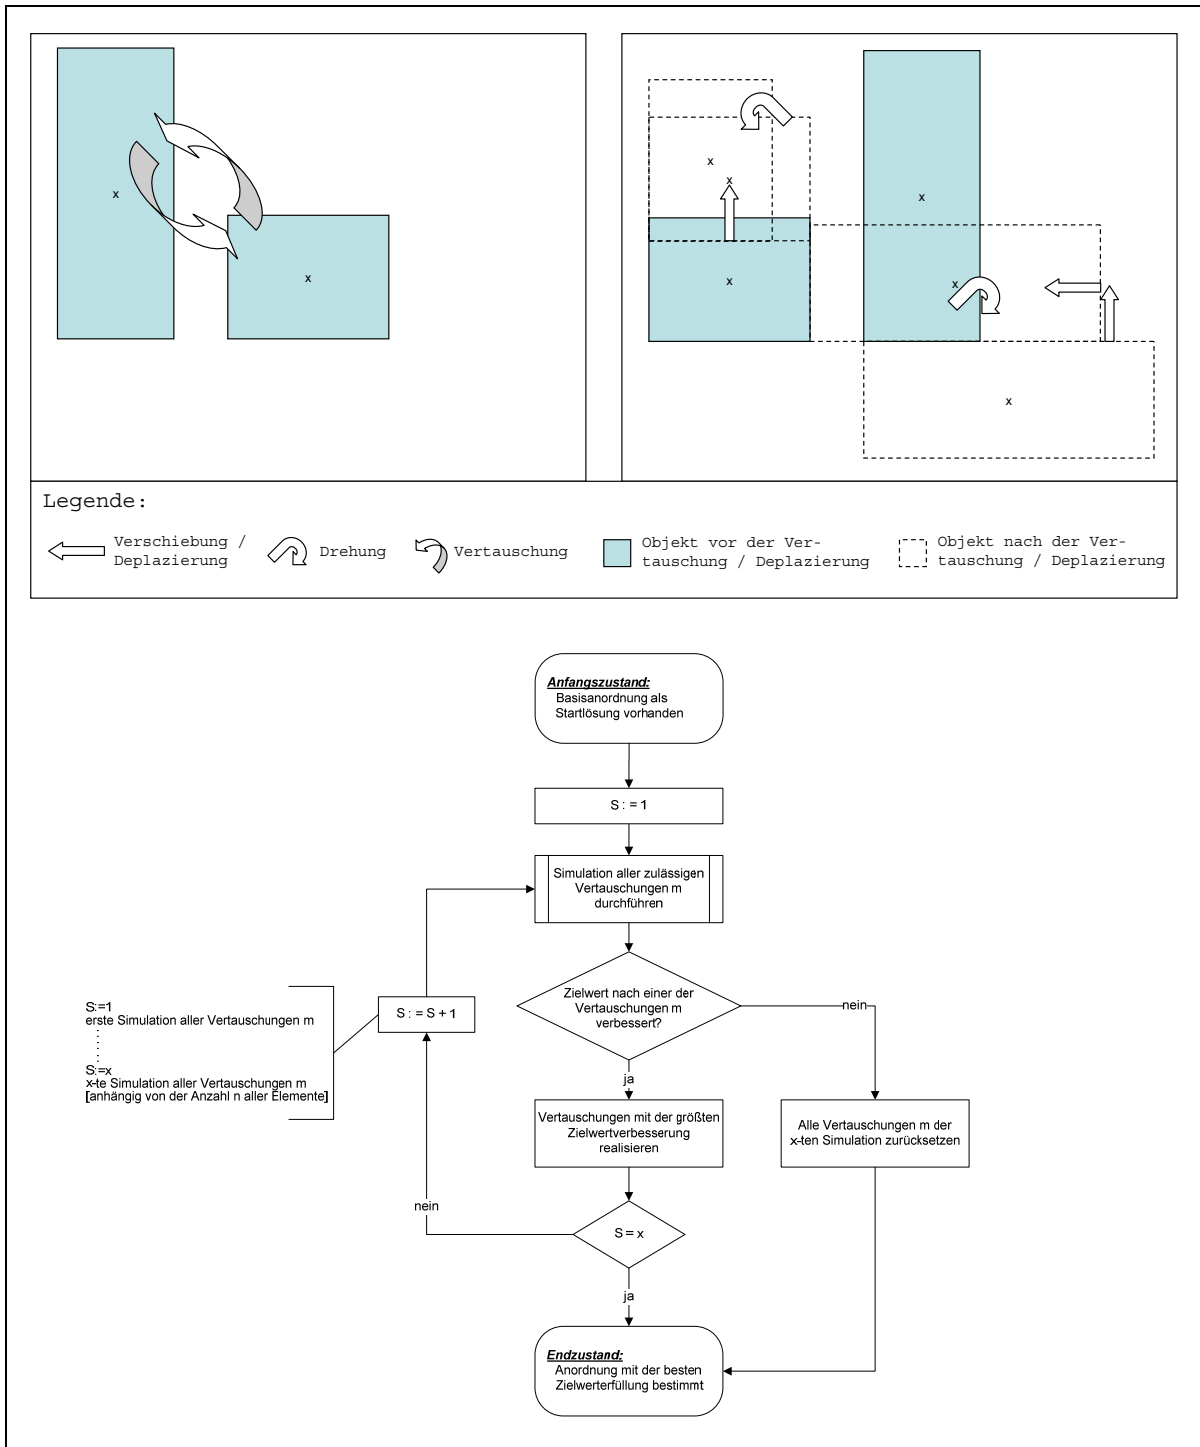 x
x
x
x
x
x
x
x
Legende:
Verschiebung /
Deplazierung
Drehung
Vertauschung
Objekt vor der Ver-
tauschung / Deplazierung
Objekt nach der Ver-
tauschung / Deplazierung
Anfangszustand:
Basisanordnung als
Startlösung vorhanden
S := 1
Simulation aller zulässigen
Vertauschungen m
durchführen
Zielwert nach einer der
Vertauschungen m
verbessert?
nein
ja
S := S + 1
S:=1
erste Simulation aller Vertauschungen m
S:=x
x-te Simulation aller Vertauschungen m
[anhängig von der Anzahl n aller Elemente]
Vertauschungen mit der größten
Zielwertverbesserung
realisieren
Alle Vertauschungen m der
x-ten Simulation zurücksetzen
nein
S = x
ja
Endzustand:
Anordnung mit der besten
Zielwerterfüllung bestimmt